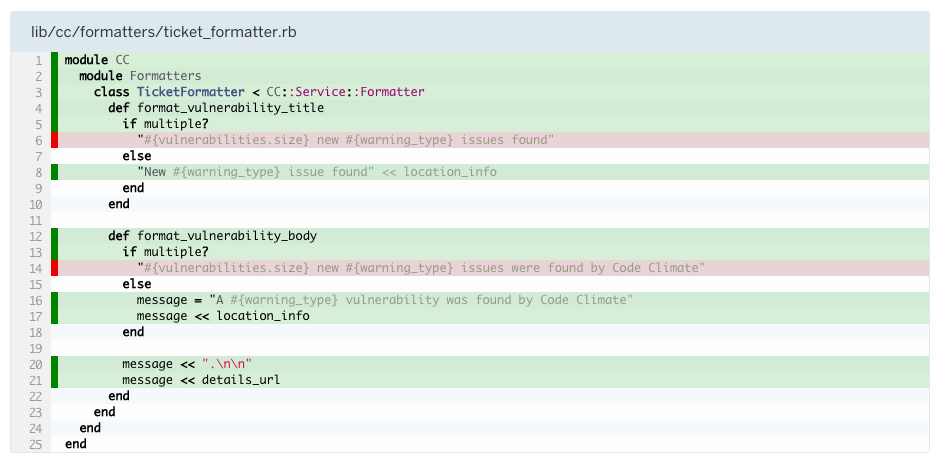 lib/cc/formatters/ticket_formatter.rb
1 module CC
2   module Formatters
3     class TicketFormatter < CC::Service::Formatter
4       def format_vulnerability_title
5         if multiple?
6           "#{vulnerabilities.size} new #{warning_type} issues found"
7         else
8           "New #{warning_type} issue found" << location_info
9         end
10       end
11
12       def format_vulnerability_body
13         if multiple?
14           "#{vulnerabilities.size} new #{warning_type} issues were found by Code Climate"
15         else
16           message = "A #{warning_type} vulnerability was found by Code Climate"
17           message << location_info
18         end
19
20         message << ".\n\n"
21         message << details_url
22       end
23     end
24   end
25 end